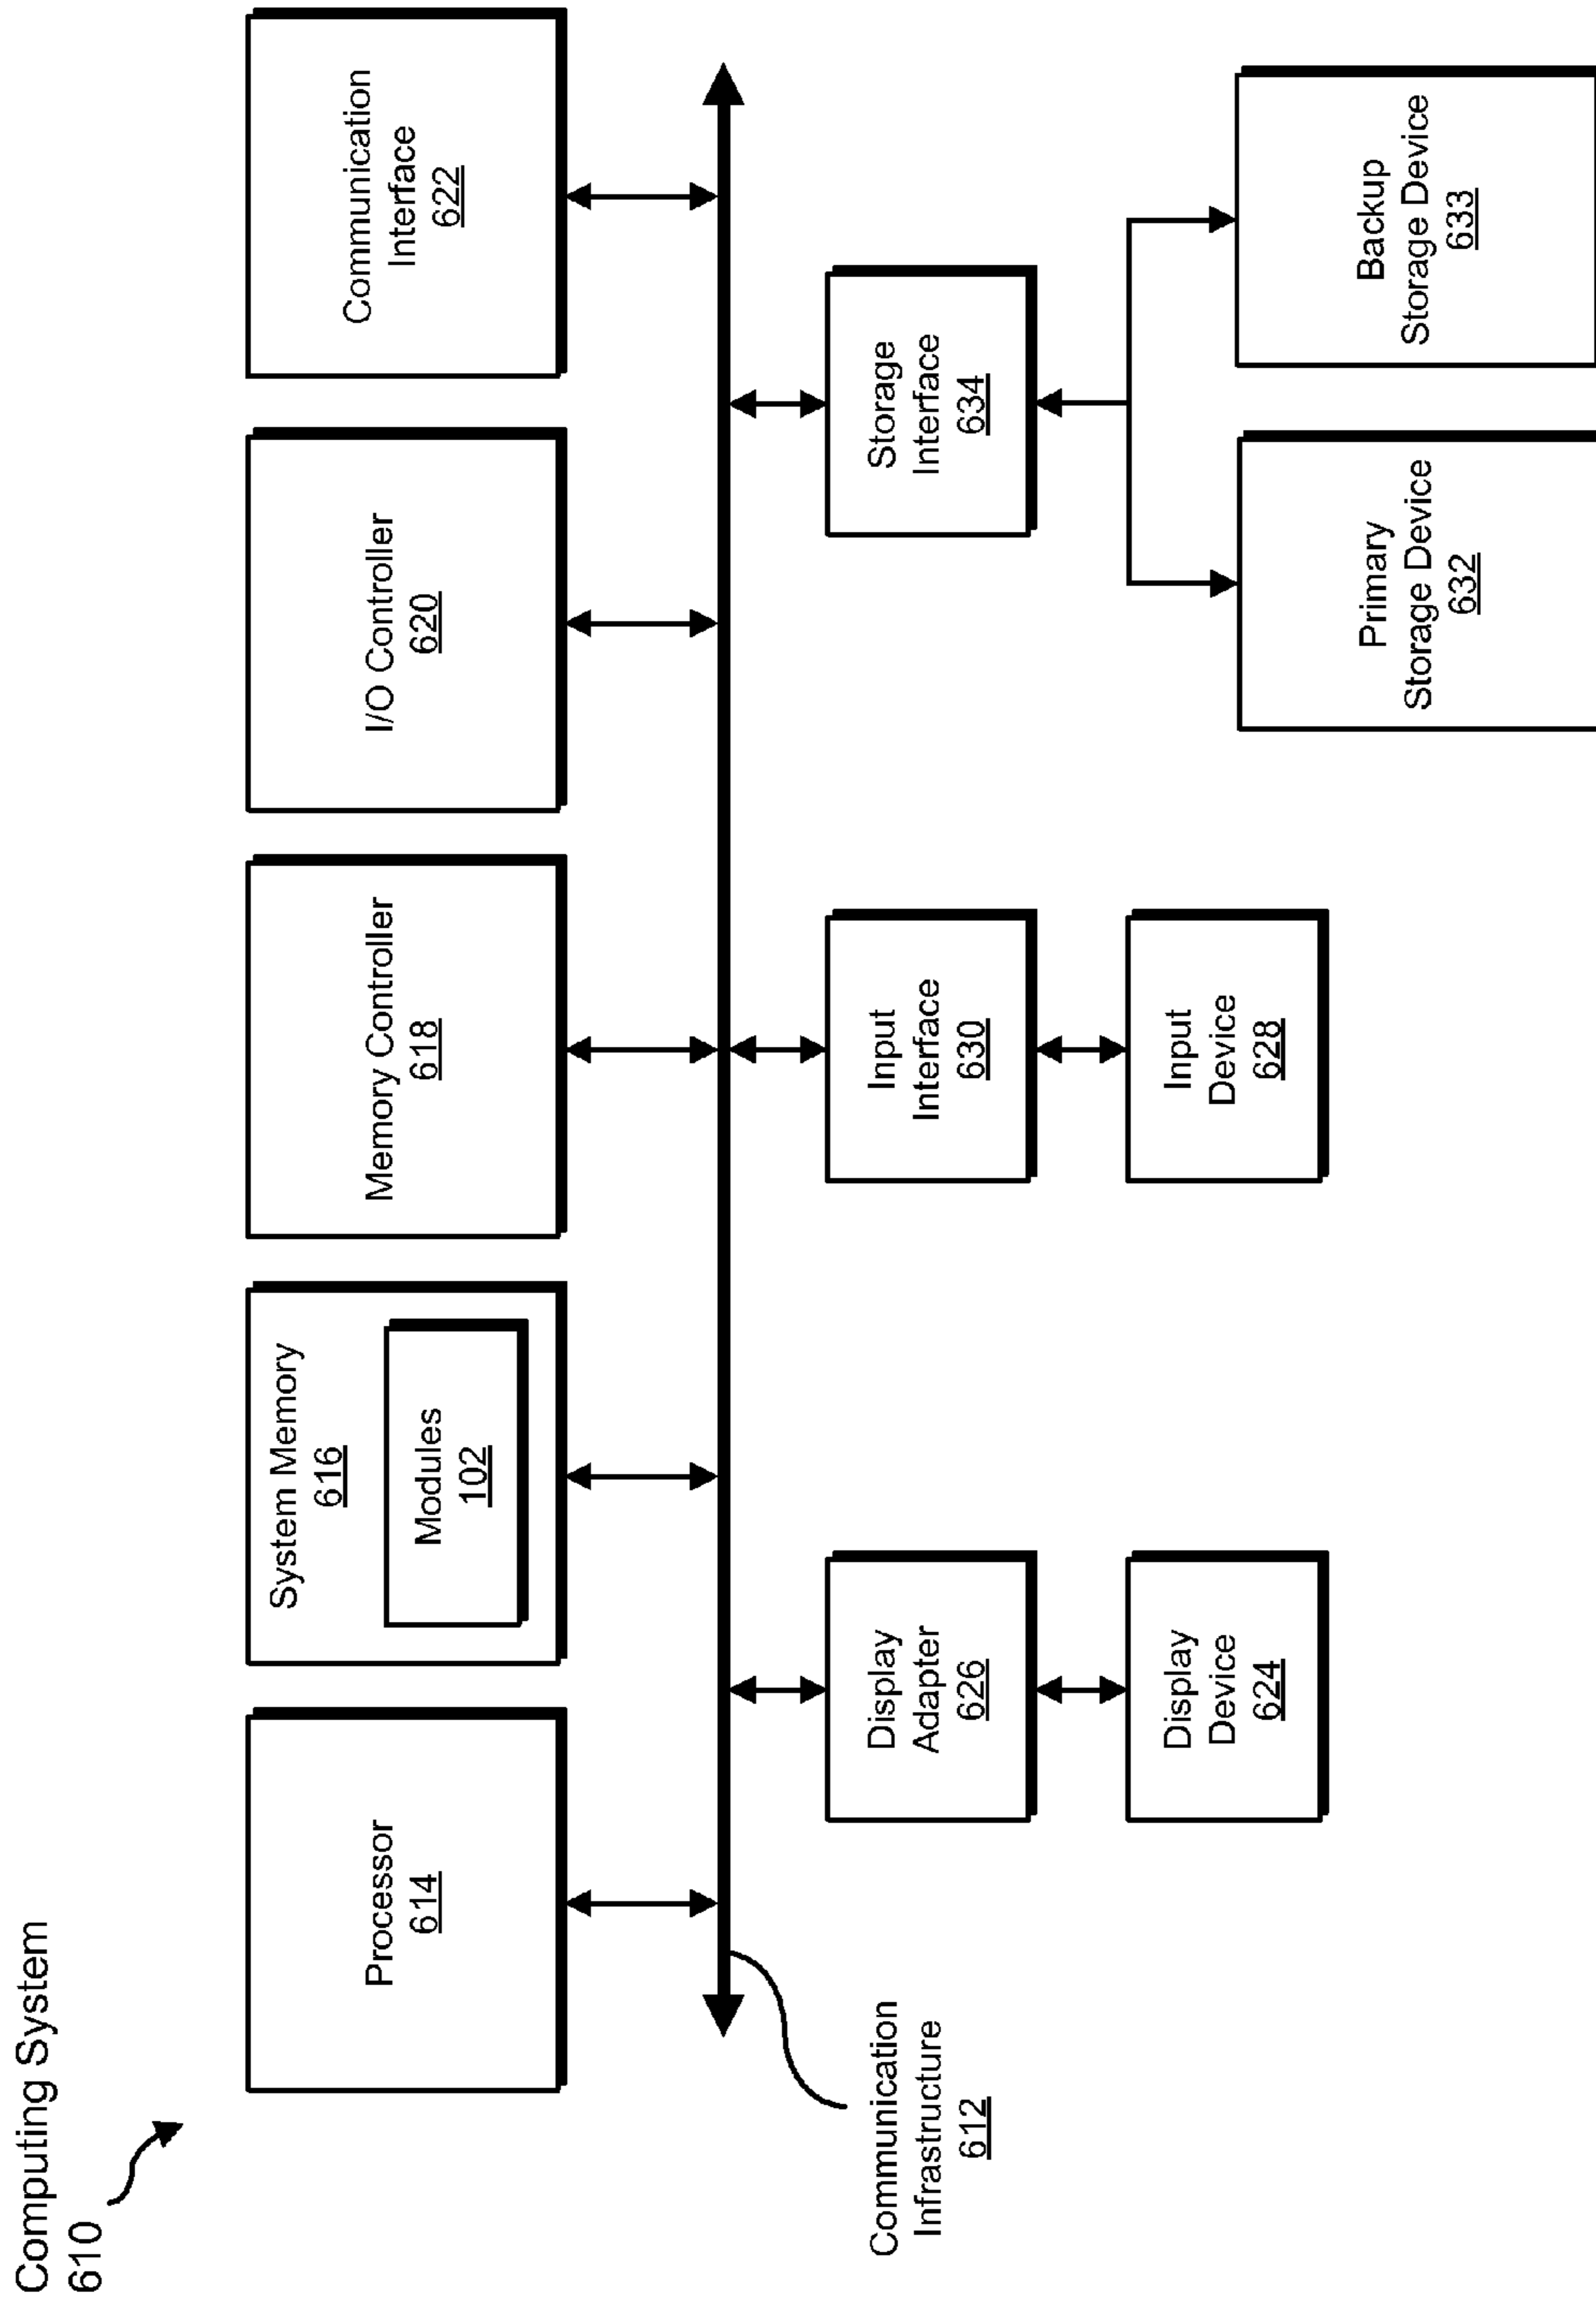 Computing System
610
Processor
614
System Memory
616
Modules
102
Memory Controller
618
I/O Controller
620
Communication
Interface
622
Communication
Infrastructure
612
Display
Adapter
626
Input
Interface
630
Storage
Interface
634
Display
Device
624
Input
Device
628
Primary
Storage Device
632
Backup
Storage Device
633